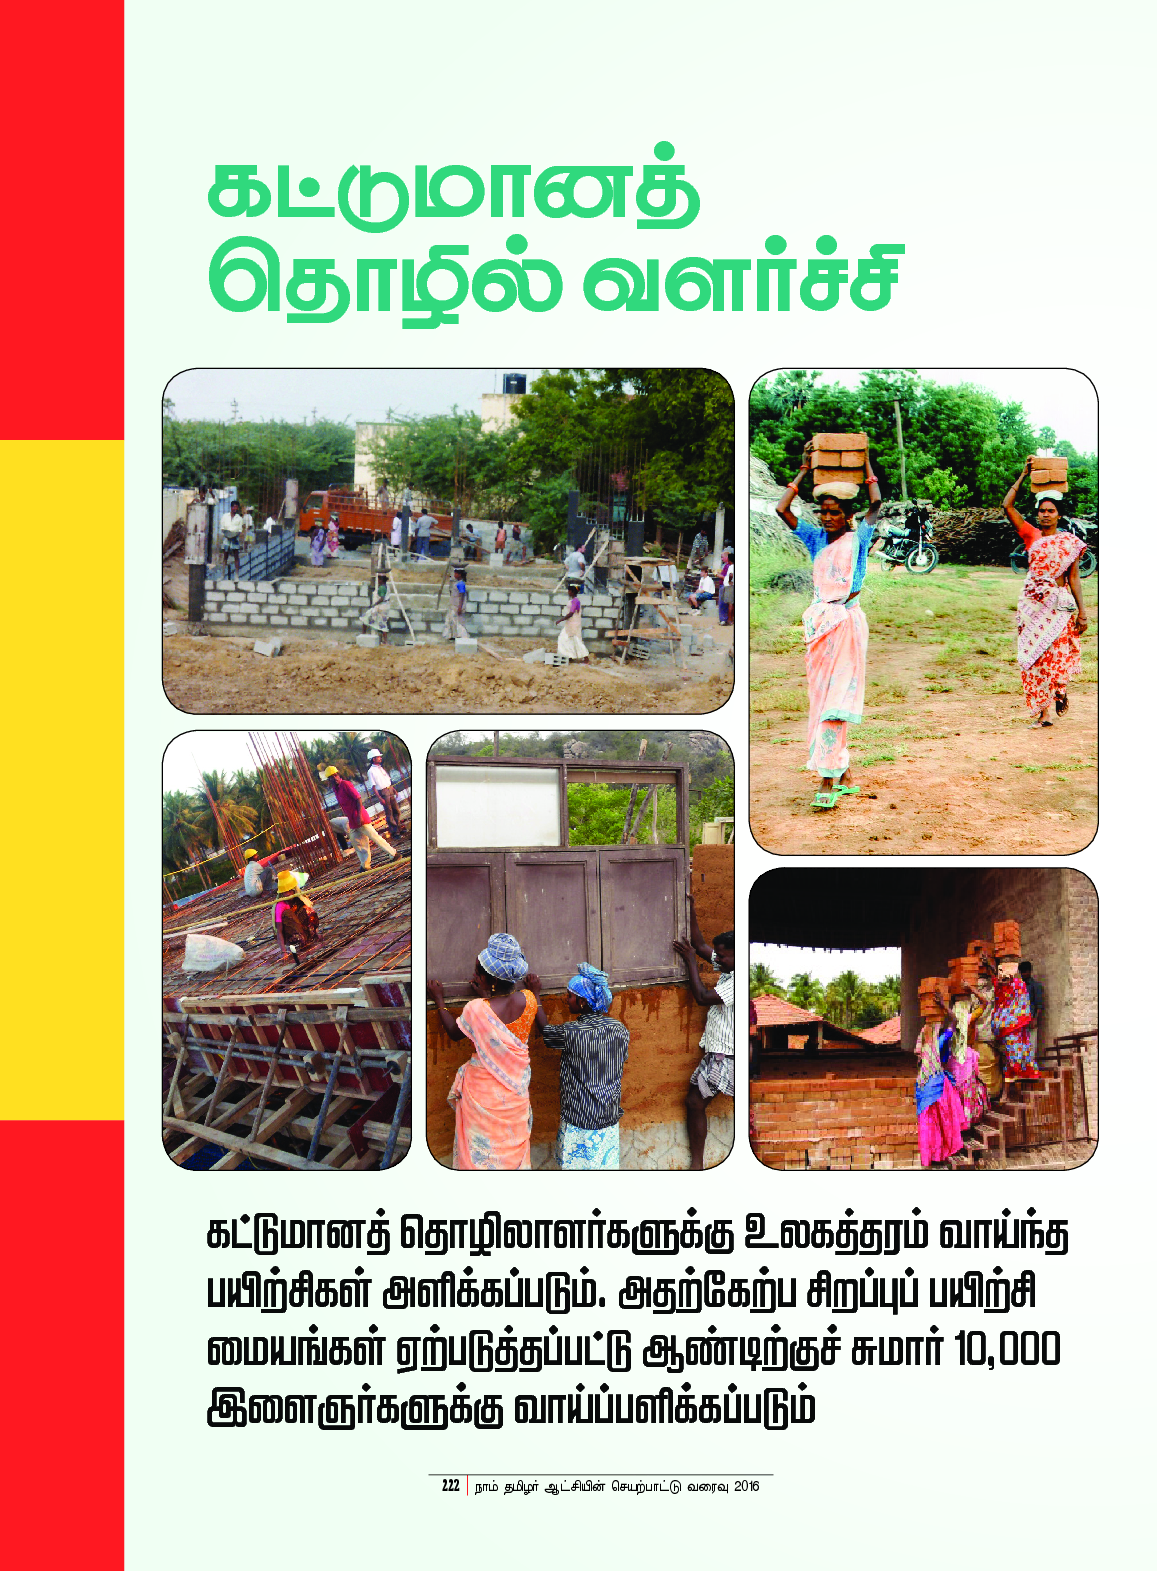 கட்டுமானத்
தொழில் வளர்ச்சி
கட்டுமானத் தொழிலாளர்களுக்கு உலகத்தரம் வாய்ந்த
பயிற்சிகள் அளிக்கப்படும். அதற்கேற்ப சிறப்புப் பயிற்சி
மையங்கள் ஏற்படுத்தப்பட்டு ஆண்டிற்குச் சுமார் 10,000
இளைஞர்களுக்கு வாய்ப்பளிக்கப்படும்
222 | நாம் தமிழர் ஆட்சியின் செயற்பாட்டு வரைவு 2016